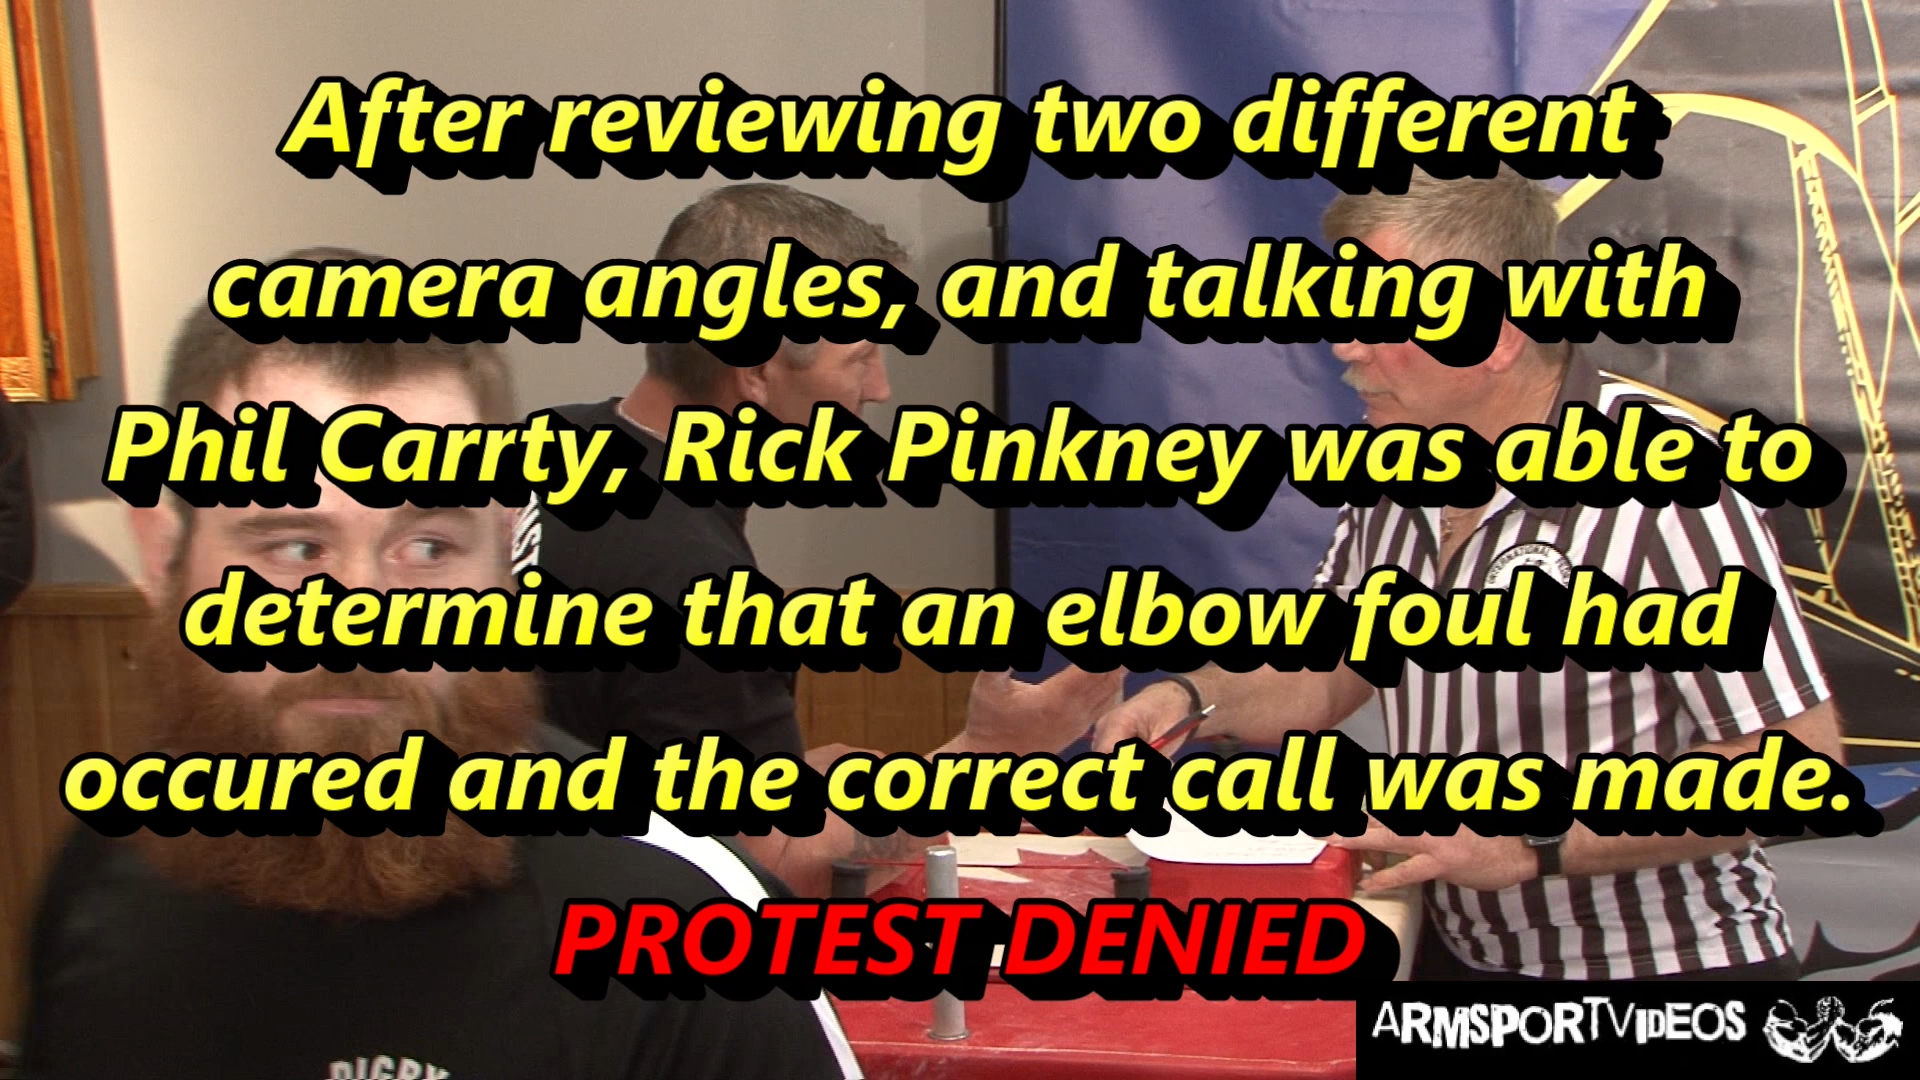 After reviewing two different
camera angles, and talking with
Phil Carrty, Rick Pinkney was able to
determine that an elbow foul had
occured and the correct call was made.
PROTEST DENIED
ARMSPORTVIDEOS
DIGBY